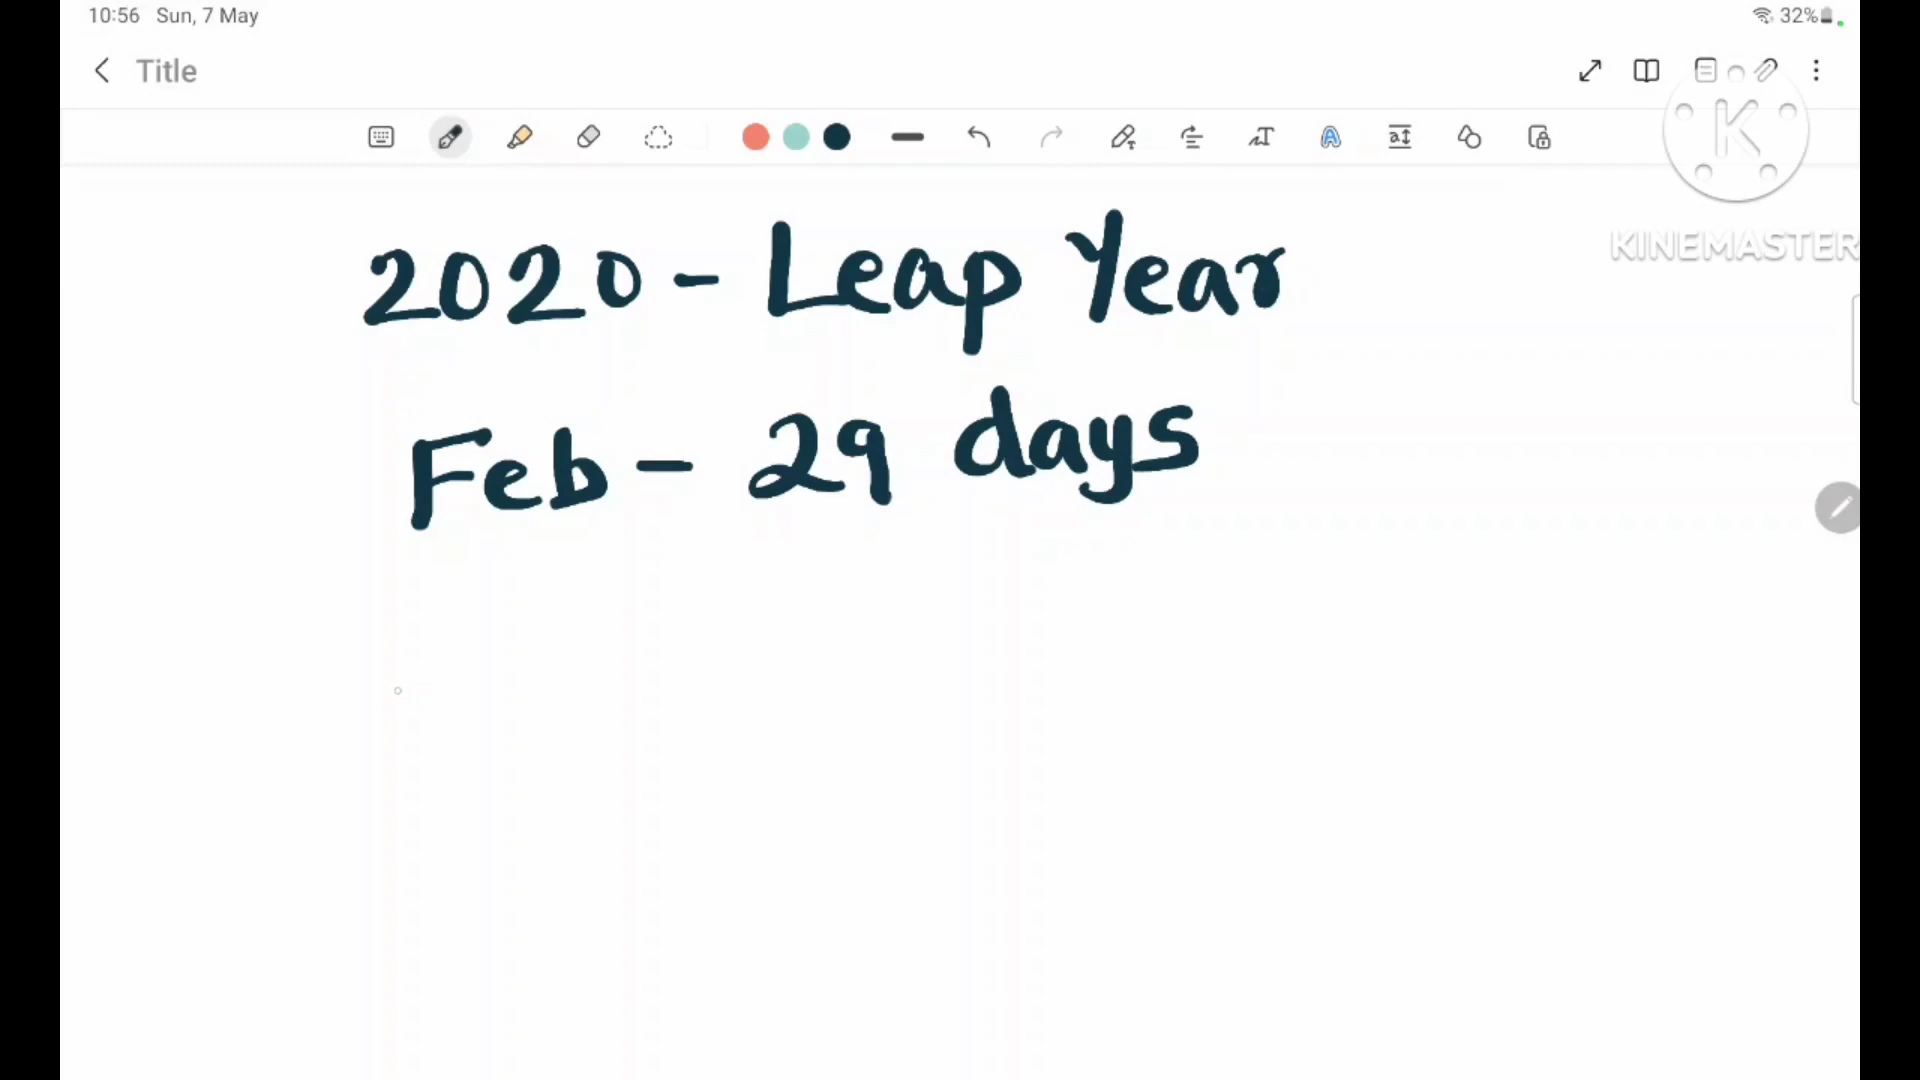 10:56 Sun, 7 May 32%
Title
K
KINEMASTER
2020 - Leap Year
Feb - 29 days